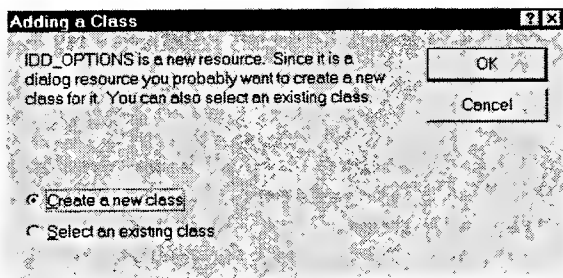 Adding a Class
IDD_OPTIONS is a new resource. Since it is a
dialog resource you probably want to create a new
class for it. You can also select an existing class.
OK
Cancel
Create a new class
Select an existing class